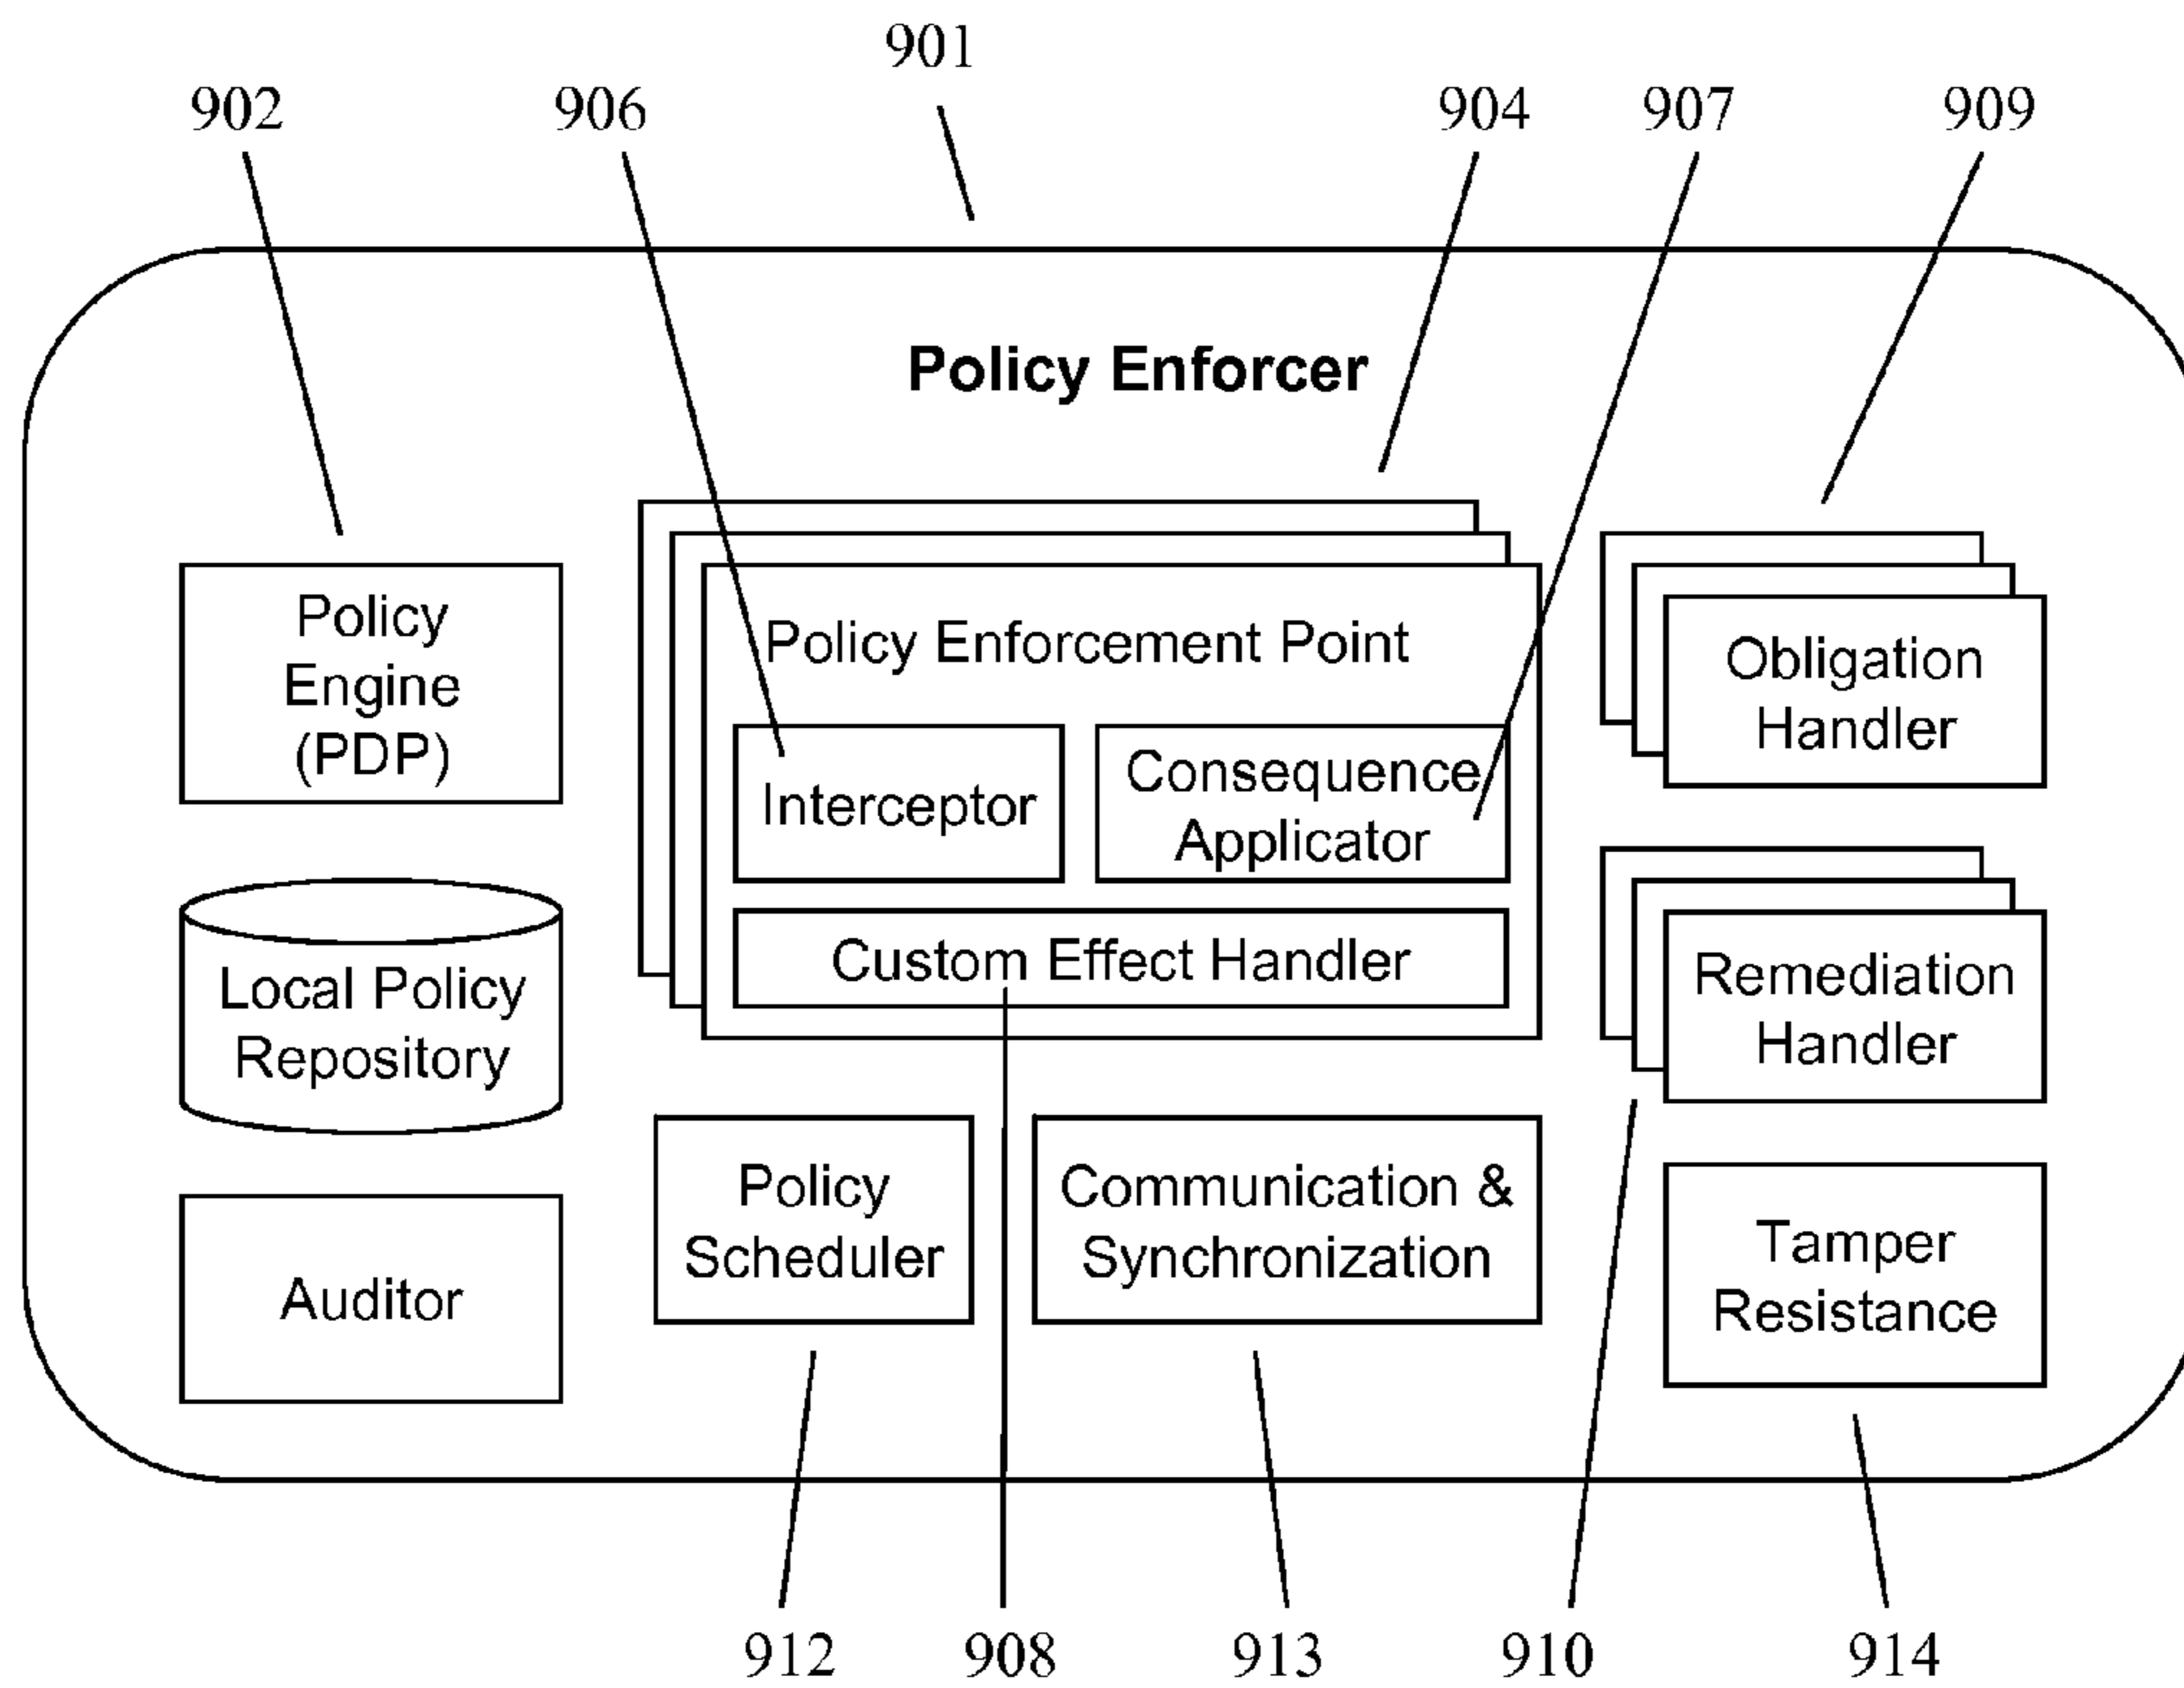 901
902
906
904
907
909
Policy Enforcer
Policy
Engine
(PDP)
Policy Enforcement Point
Interceptor
Consequence
Applicator
Custom Effect Handler
Obligation
Handler
Local Policy
Repository
Remediation
Handler
Auditor
Policy
Scheduler
Communication &
Synchronization
Tamper
Resistance
912
908
913
910
914